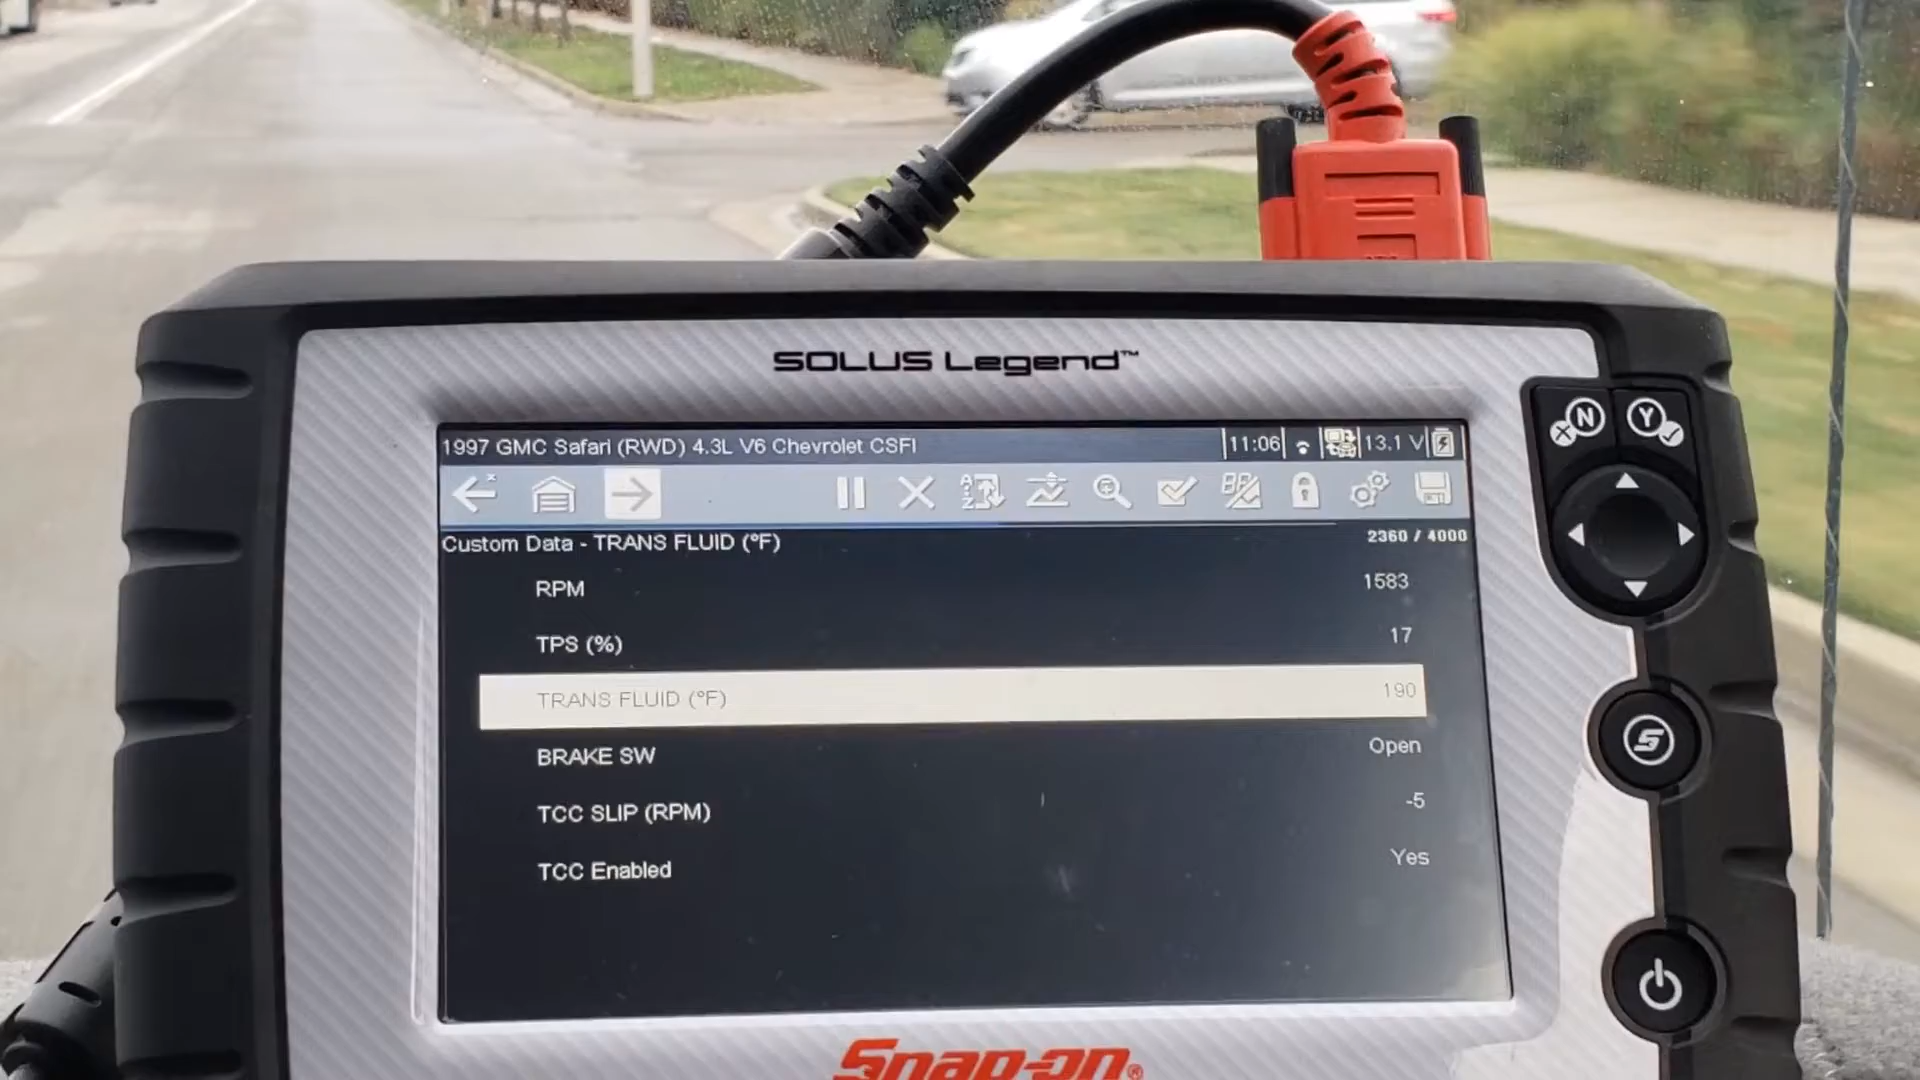 SOLUS Legend™
1997 GMC Safari (RWD) 4.3L V6 Chevrolet CSFI 11:06 13.1 V
Custom Data - TRANS FLUID (°F) 2360 / 4000
RPM 1583
TPS (%) 17
TRANS FLUID (°F) 190
BRAKE SW Open
TCC SLIP (RPM) -5
TCC Enabled Yes
N
Y
S
Snap-on®